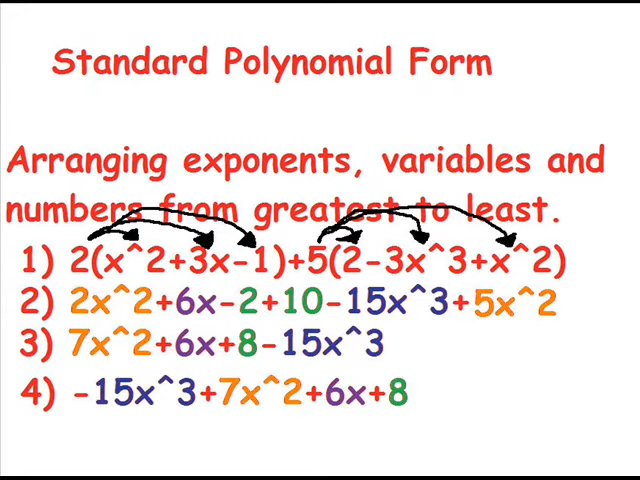 Standard Polynomial Form
Arranging exponents, variables and
numbers from greatest to least.
1) 2(x^2+3x-1)+5(2-3x^3+x^2)
2) 2x^2+6x-2+10-15x^3+5x^2
3) 7x^2+6x+8-15x^3
4) -15x^3+7x^2+6x+8